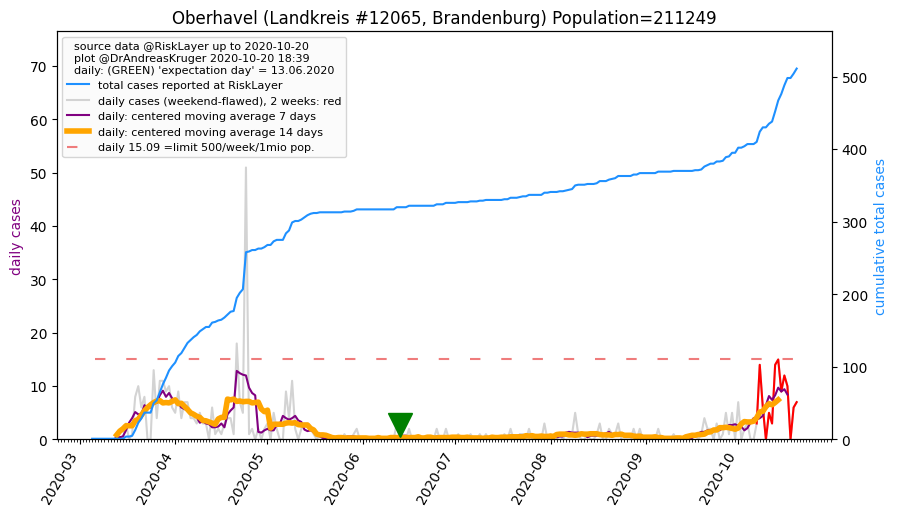 Oberhavel (Landkreis #12065, Brandenburg) Population=211249
source data @RiskLayer up to 2020-10-20
plot @DrAndreasKruger 2020-10-20 18:39
daily: (GREEN) 'expectation day' = 13.06.2020
total cases reported at RiskLayer
daily cases (weekend-flawed), 2 weeks: red
daily: centered moving average 7 days
daily: centered moving average 14 days
daily 15.09 =limit 500/week/1mio pop.
daily cases
70
60
50
40
30
20
10
0
cumulative total cases
500
400
300
200
100
0
2020-03
2020-04
2020-05
2020-06
2020-07
2020-08
2020-09
2020-10